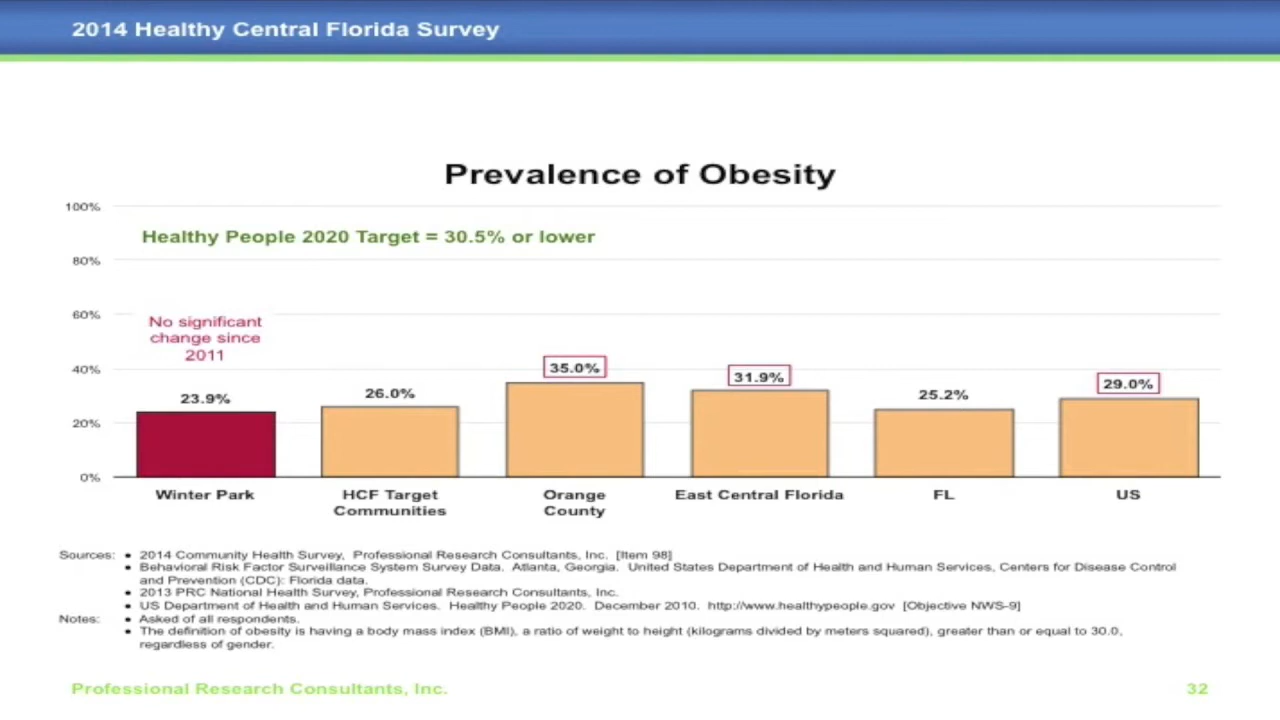 2014 Healthy Central Florida Survey
Prevalence of Obesity
100%
Healthy People 2020 Target = 30.5% or lower
80%
60%
No significant
change since
2011
40%
23.9%
26.0%
35.0%
31.9%
25.2%
29.0%
20%
0%
Winter Park
HCF Target
Communities
Orange
County
East Central Florida
FL
US
Sources: ● 2014 Community Health Survey, Professional Research Consultants, Inc. [Item 98]
● Behavioral Risk Factor Surveillance System Survey Data. Atlanta, Georgia. United States Department of Health and Human Services, Centers for Disease Control
and Prevention (CDC): Florida data.
● 2013 PRC National Health Survey, Professional Research Consultants, Inc.
● US Department of Health and Human Services. Healthy People 2020. December 2010. http://www.healthypeople.gov [Objective NWS-9]
Notes: ● Asked of all respondents.
● The definition of obesity is having a body mass index (BMI), a ratio of weight to height (kilograms divided by meters squared), greater than or equal to 30.0,
regardless of gender.
Professional Research Consultants, Inc.
32